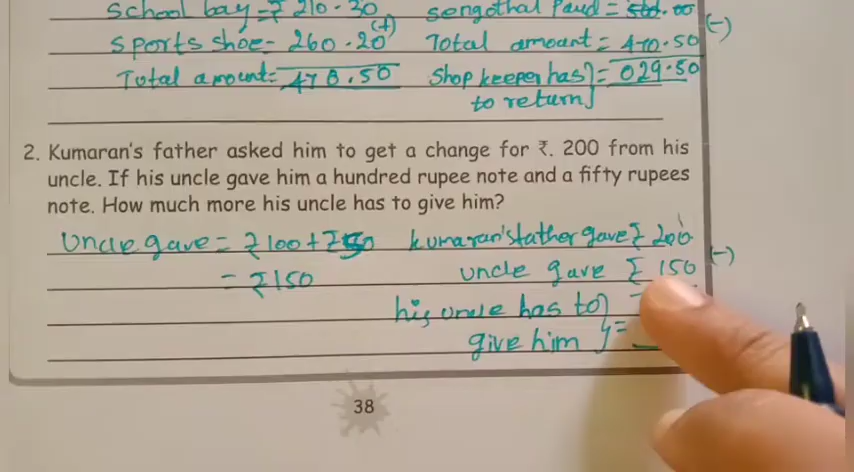 school bag = ₹ 210.30
sports shoe = 260.20 (+)
Total amount = 470.50
sengothal Paid = 500.00
Total amount = 470.50 (-)
Shop keeper has = 029.50
to return
2. Kumaran's father asked him to get a change for ₹. 200 from his
uncle. If his uncle gave him a hundred rupee note and a fifty rupees
note. How much more his uncle has to give him?
Uncle gave = ₹100 + ₹50
= ₹150
kumaran's father gave ₹ 200
uncle gave ₹ 150 (-)
his uncle has to
give him =
38